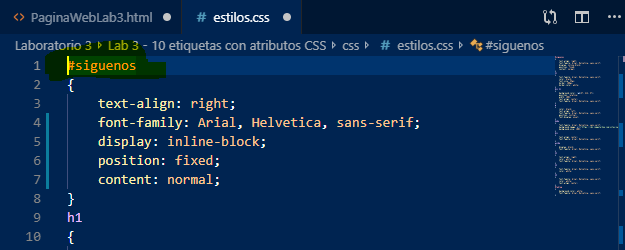 PaginaWebLab3.html # estilos.css
Laboratorio 3 > Lab 3 - 10 etiquetas con atributos CSS > css > # estilos.css > #siguenos
1 #siguenos
2 {
3 text-align: right;
4 font-family: Arial, Helvetica, sans-serif;
5 display: inline-block;
6 position: fixed;
7 content: normal;
8 }
9 h1
10 {